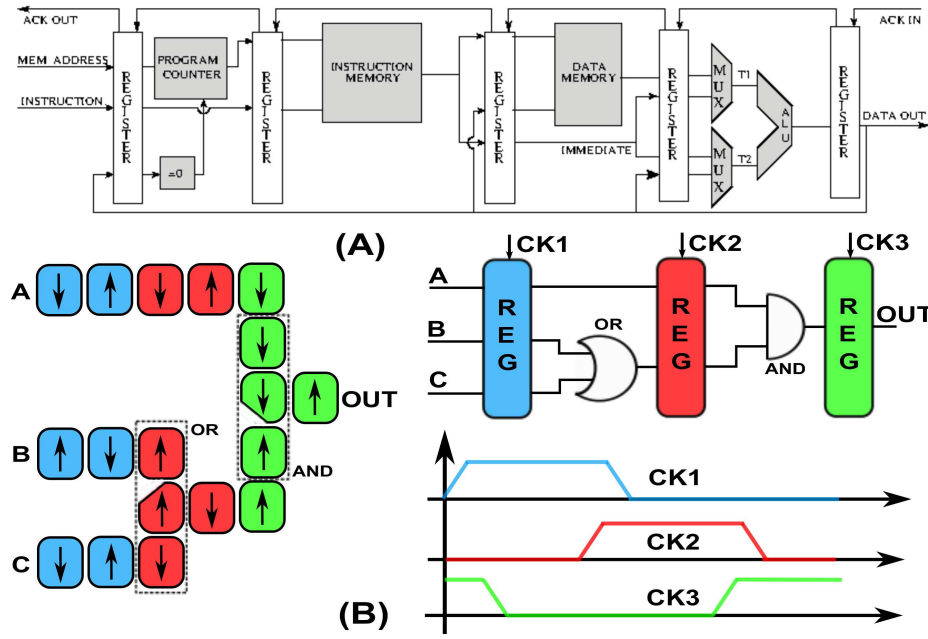 ACK OUT
ACK IN
MEM ADDRESS
INSTRUCTION
REGISTER
PROGRAM
COUNTER
=0
REGISTER
INSTRUCTION
MEMORY
REGISTER
DATA
MEMORY
IMMEDIATE
REGISTER
MUX
T1
MUX
T2
ALU
REGISTER
DATA OUT
(A)
A
B
C
OR
AND
OUT
CK1
CK2
CK3
A
B
C
REG
OR
REG
AND
REG
OUT
CK1
CK2
CK3
(B)